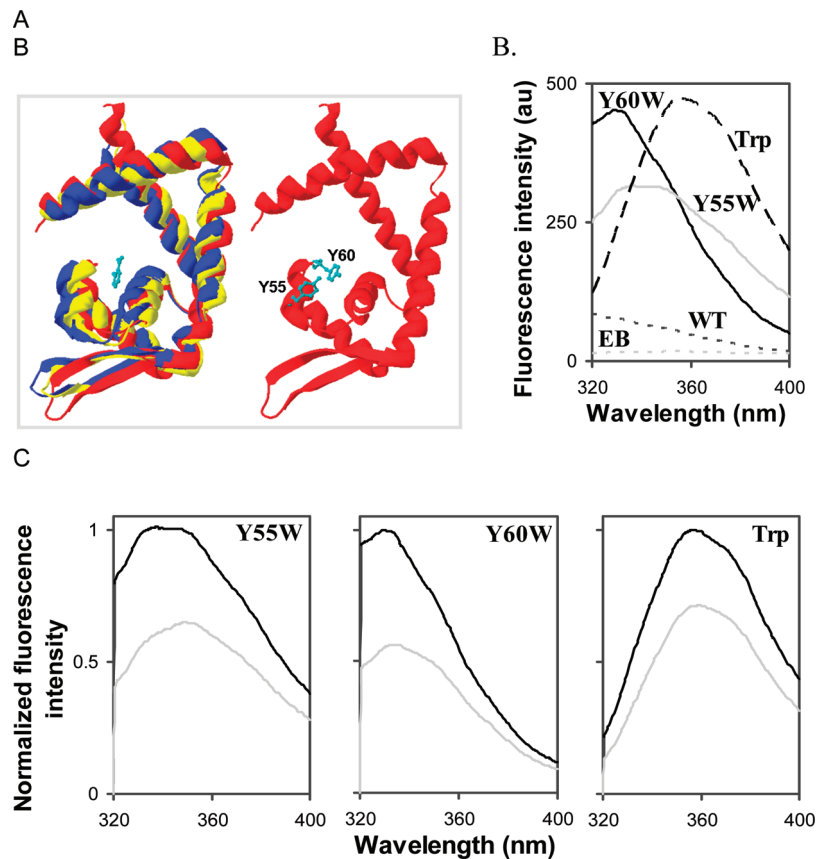 A
B
B.
Y60
Y55
Fluorescence intensity (au)
500
250
0
Y60W
Trp
Y55W
WT
EB
320
360
400
Wavelength (nm)
C
Normalized fluorescence
intensity
1
0.5
0
Y55W
Y60W
Trp
320
360
400
320
360
400
320
360
400
Wavelength (nm)